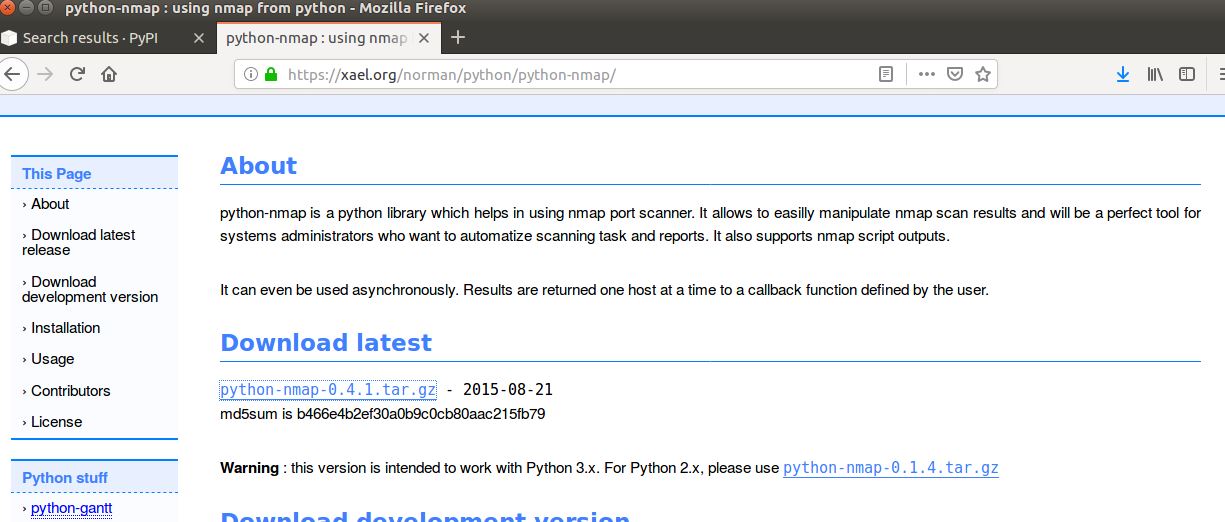 python-nmap : using nmap from python - Mozilla Firefox
Search results · PyPI
python-nmap : using nmap
https://xael.org/norman/python/python-nmap/
This Page
› About
› Download latest
release
› Download
development version
› Installation
› Usage
› Contributors
› License
Python stuff
› python-gantt
About
python-nmap is a python library which helps in using nmap port scanner. It allows to easilly manipulate nmap scan results and will be a perfect tool for
systems administrators who want to automatize scanning task and reports. It also supports nmap script outputs.
It can even be used asynchronously. Results are returned one host at a time to a callback function defined by the user.
Download latest
python-nmap-0.4.1.tar.gz - 2015-08-21
md5sum is b466e4b2ef30a0b9c0cb80aac215fb79
Warning : this version is intended to work with Python 3.x. For Python 2.x, please use python-nmap-0.1.4.tar.gz
Download development version